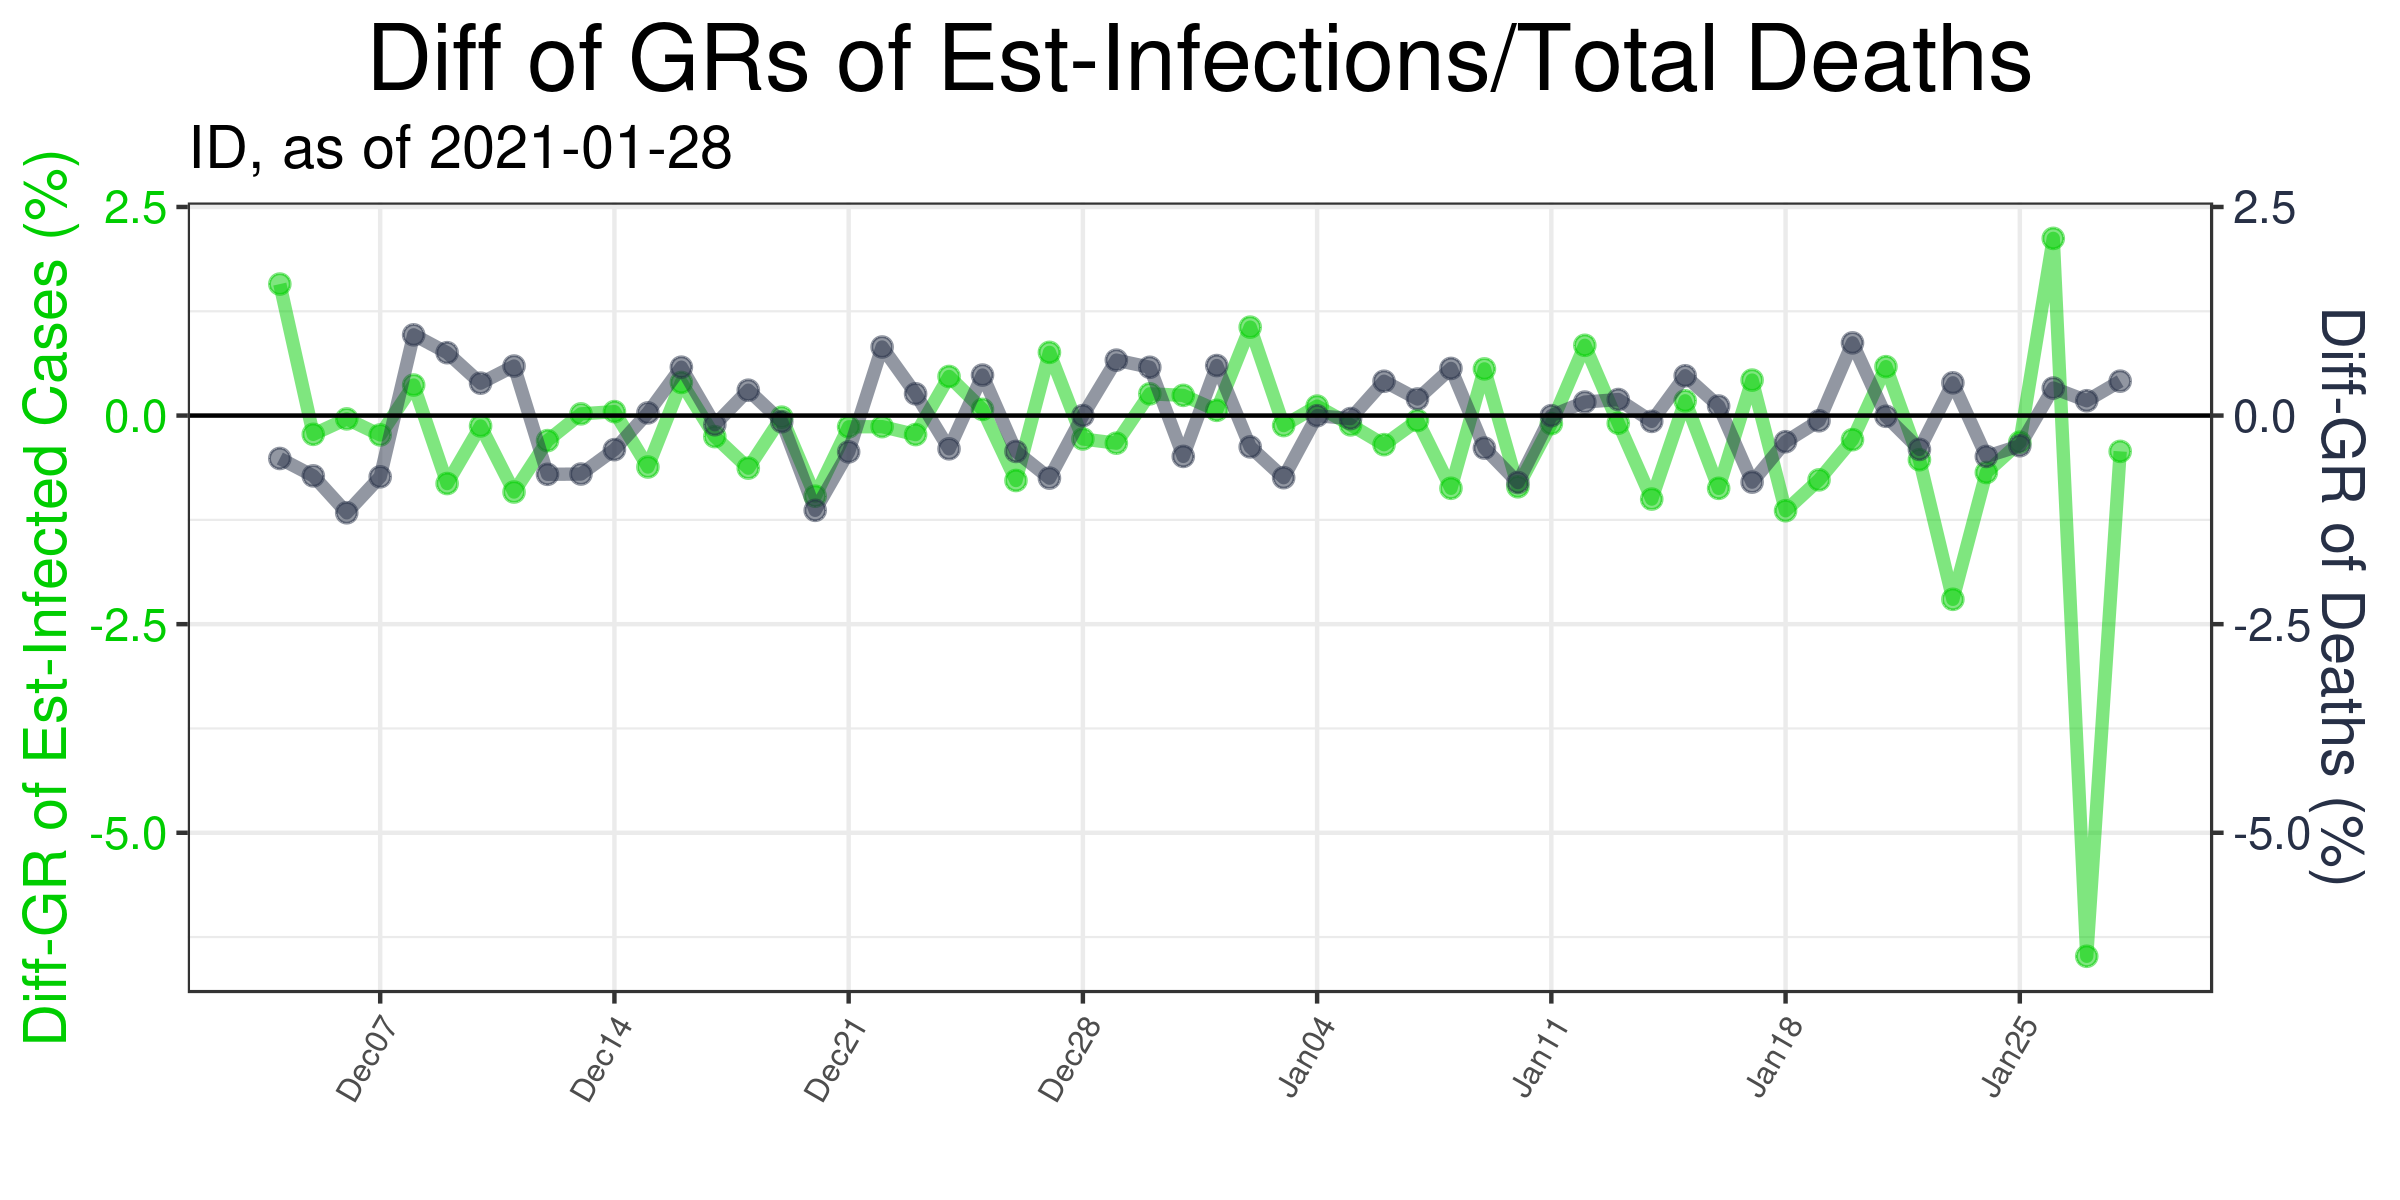 Diff of GRs of Est-Infections/Total Deaths
ID, as of 2021-01-28
Diff-GR of Est-Infected Cases (%)
2.5
0.0
-2.5
-5.0
2.5
0.0
-2.5
-5.0
Diff-GR of Deaths (%)
Dec07
Dec14
Dec21
Dec28
Jan04
Jan11
Jan18
Jan25